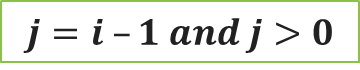 j = i – 1 and j > 0